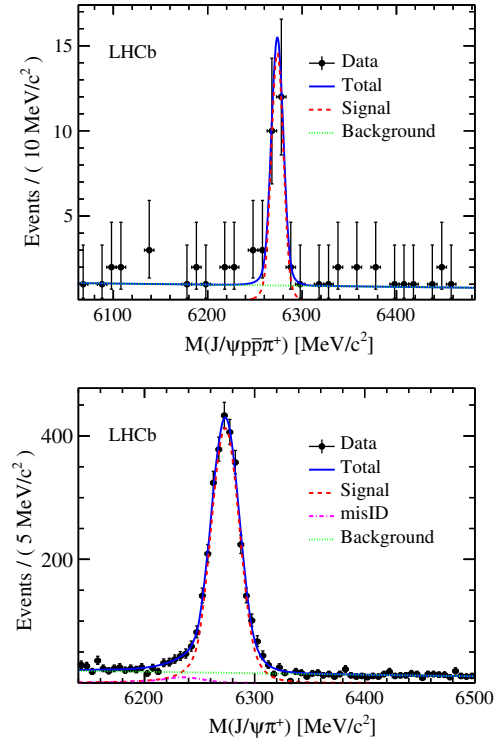 LHCb
Data
Total
Signal
Background
15
10
5
Events / ( 10 MeV/c²)
6100 6200 6300 6400
M(J/ψpp̅π⁺) [MeV/c²]
LHCb
Data
Total
Signal
misID
Background
400
200
Events / ( 5 MeV/c²)
6200 6300 6400 6500
M(J/ψπ⁺) [MeV/c²]